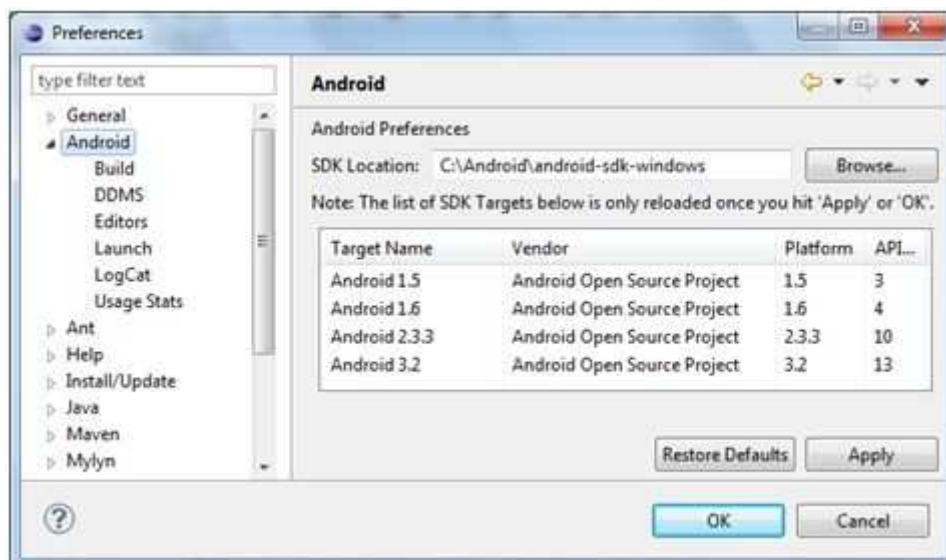 Preferences
type filter text
General
Android
Build
DDMS
Editors
Launch
LogCat
Usage Stats
Ant
Help
Install/Update
Java
Maven
Mylyn
Android
Android Preferences
SDK Location: C:\Android\android-sdk-windows Browse...
Note: The list of SDK Targets below is only reloaded once you hit 'Apply' or 'OK'.
Target Name Vendor Platform API...
Android 1.5 Android Open Source Project 1.5 3
Android 1.6 Android Open Source Project 1.6 4
Android 2.3.3 Android Open Source Project 2.3.3 10
Android 3.2 Android Open Source Project 3.2 13
Restore Defaults Apply
? OK Cancel